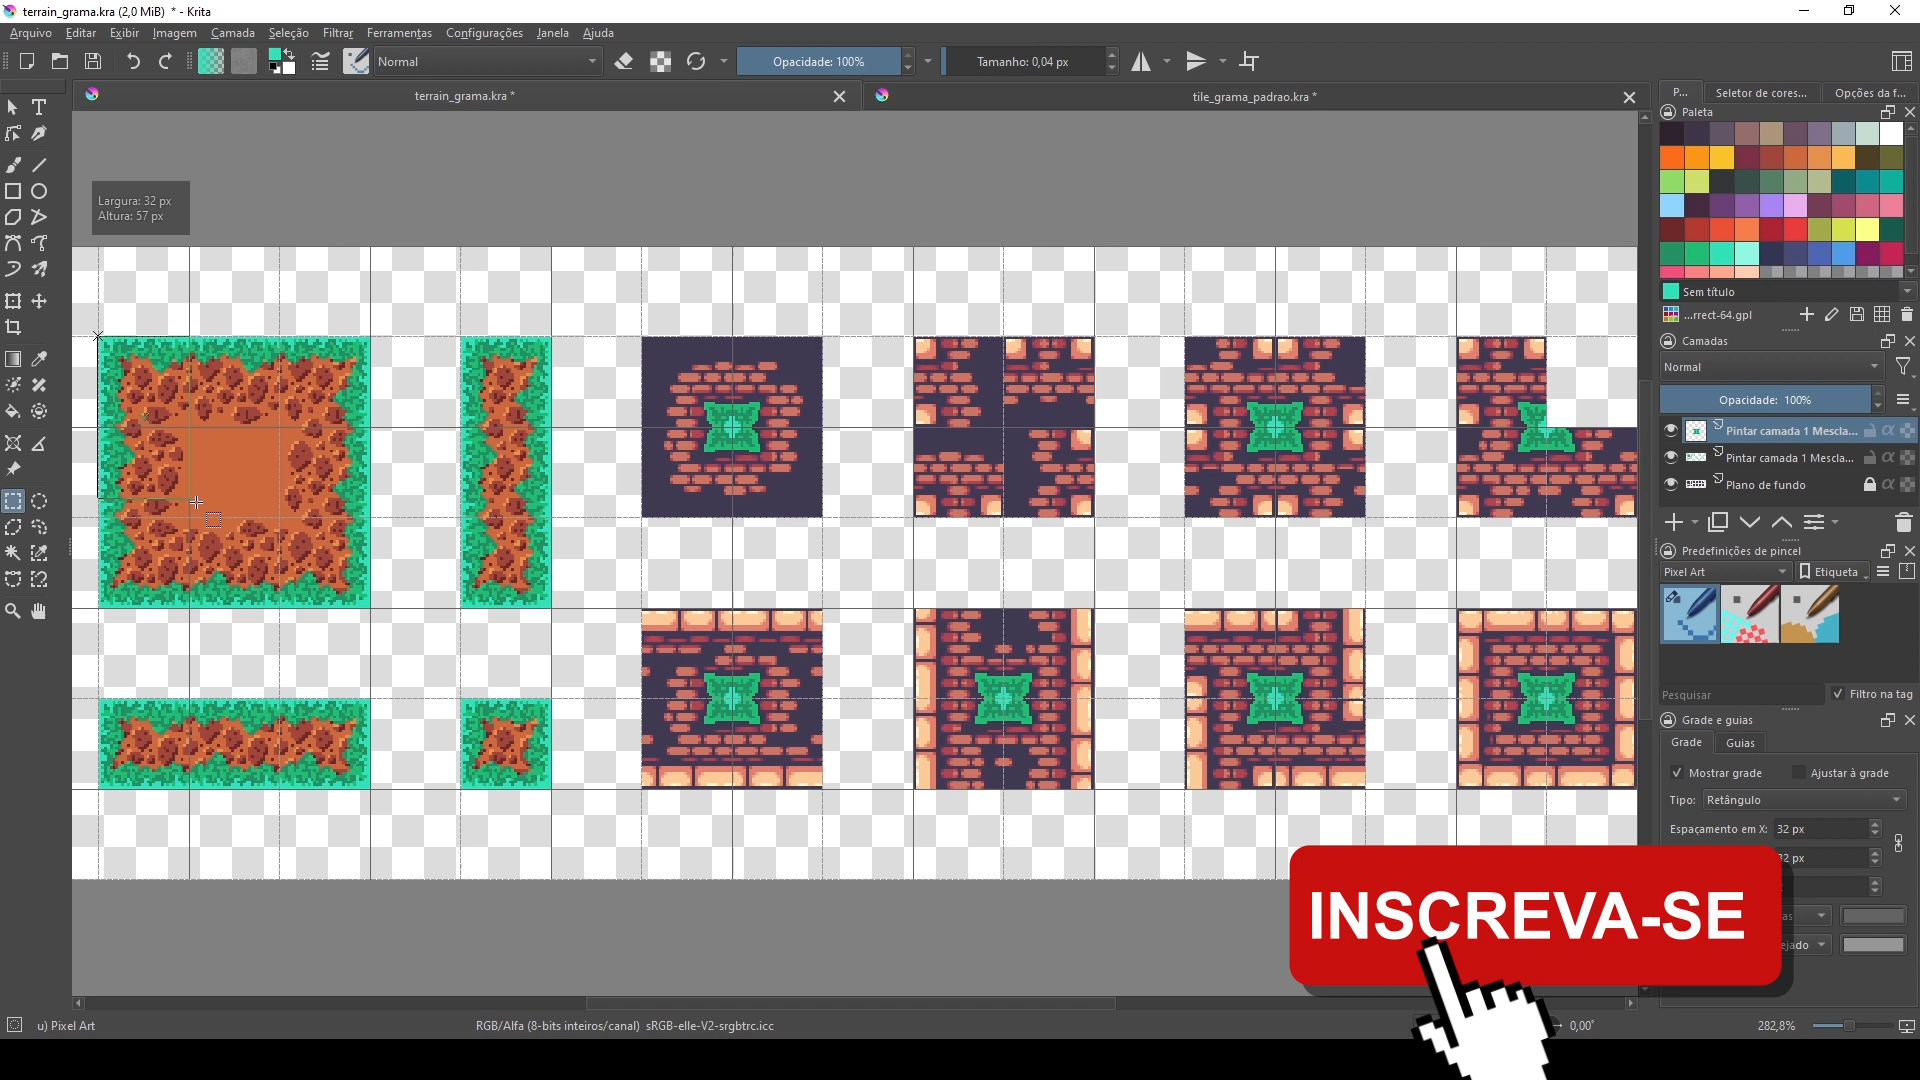 terrain_grama.kra (2,0 MiB) * - Krita
Arquivo Editar Exibir Imagem Camada Seleção Filtrar Ferramentas Configurações Janela Ajuda
Normal
Opacidade: 100%
Tamanho: 0,04 px
terrain_grama.kra *
tile_grama_padrao.kra *
P... Seletor de cores... Opções da f...
Paleta
Largura: 32 px
Altura: 57 px
Sem título
...rrect-64.gpl
Camadas
Normal
Opacidade: 100%
Pintar camada 1 Mescla...
Pintar camada 1 Mescla...
Plano de fundo
Predefinições de pincel
Pixel Art
Etiqueta
Pesquisar
Filtro na tag
Grade e guias
Grade Guias
Mostrar grade
Ajustar à grade
Tipo: Retângulo
Espaçamento em X: 32 px
32 px
INSCREVA-SE
u) Pixel Art
RGB/Alfa (8-bits inteiros/canal) sRGB-elle-V2-srgbtrc.icc
0,00°
282,8%